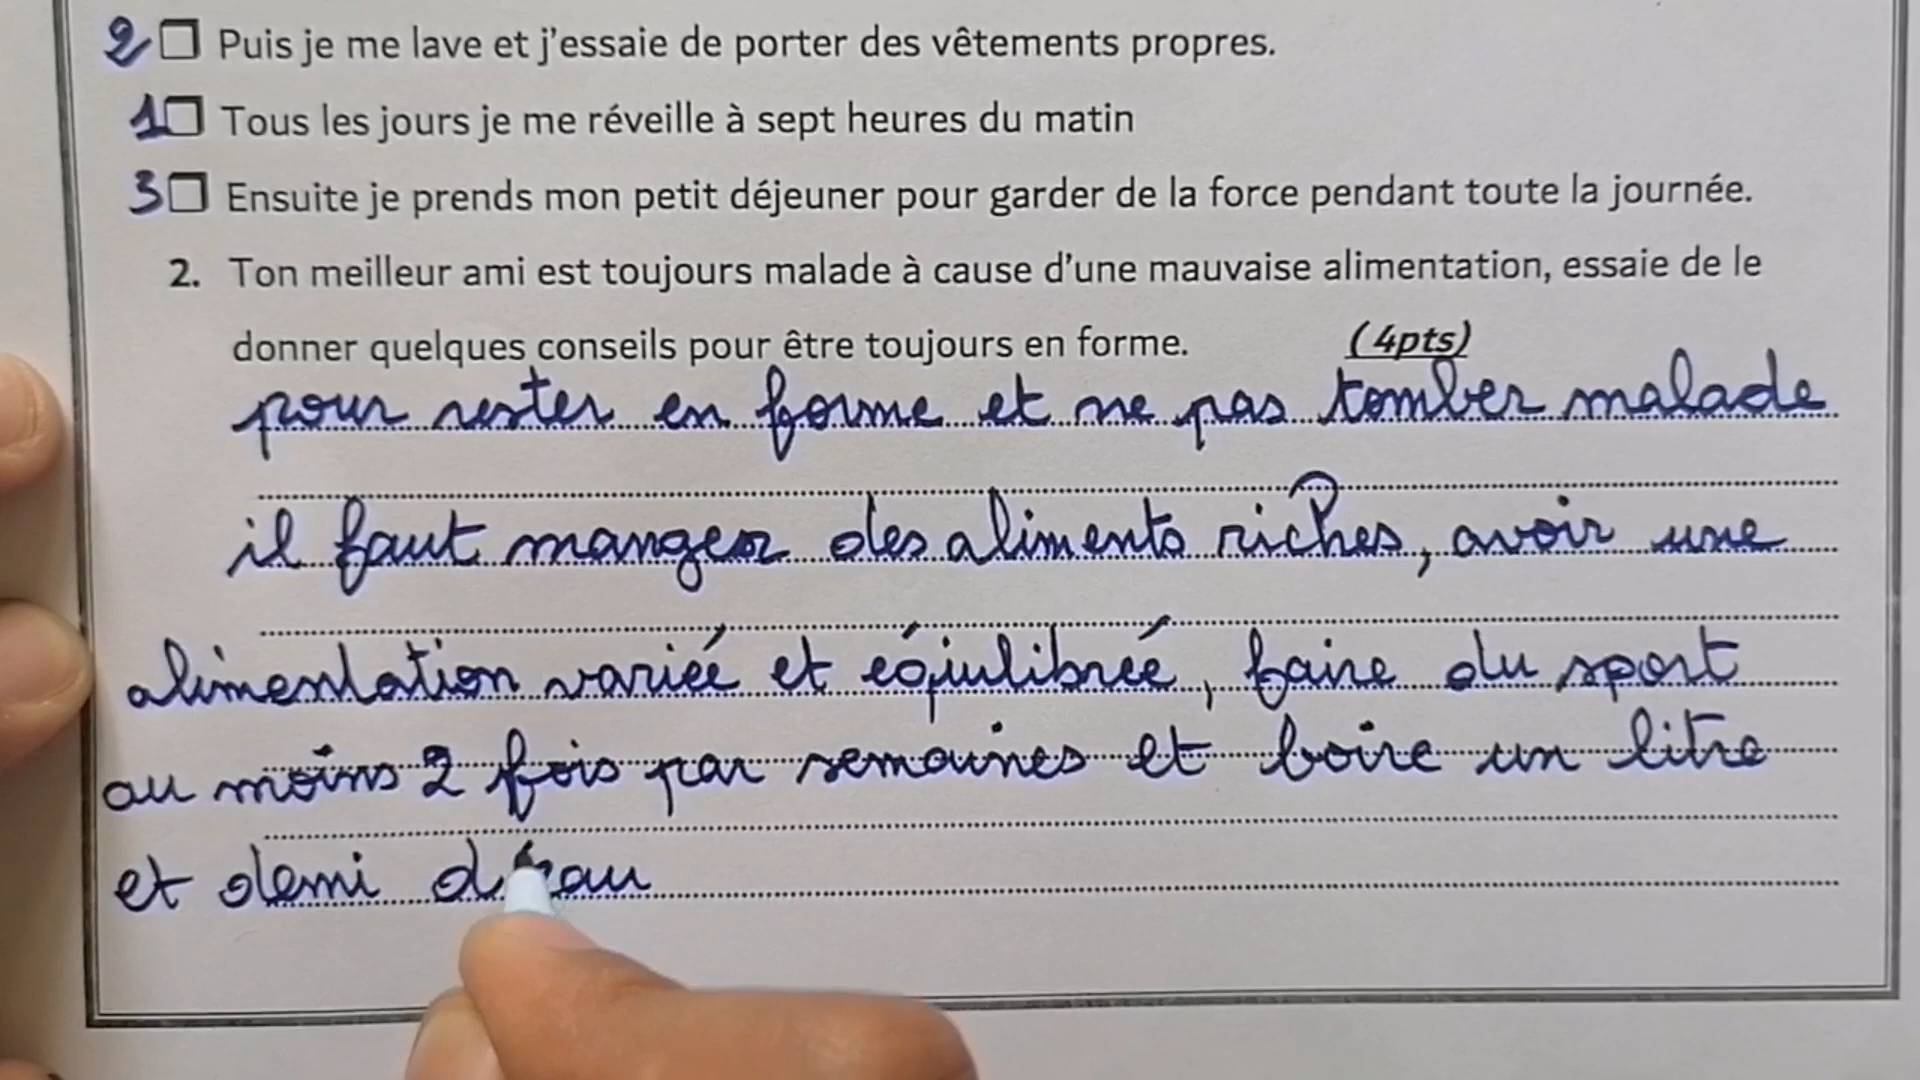 2 Puis je me lave et j'essaie de porter des vêtements propres.
1 Tous les jours je me réveille à sept heures du matin
3 Ensuite je prends mon petit déjeuner pour garder de la force pendant toute la journée.
2. Ton meilleur ami est toujours malade à cause d'une mauvaise alimentation, essaie de le
donner quelques conseils pour être toujours en forme. (4pts)
pour rester en forme et ne pas tomber malade
il faut manger des aliments riches, avoir une
alimentation variéé et éqiulibréé, faire du sport
au moins 2 fois par semaines et boire un litre
et demi d'eau